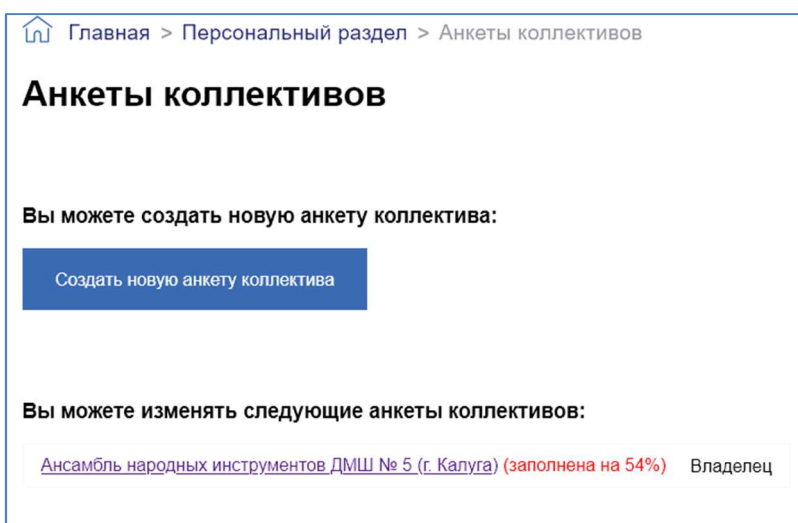 Главная > Персональный раздел > Анкеты коллективов
Анкеты коллективов
Вы можете создать новую анкету коллектива:
Создать новую анкету коллектива
Вы можете изменять следующие анкеты коллективов:
Ансамбль народных инструментов ДМШ № 5 (г. Калуга) (заполнена на 54%) Владелец